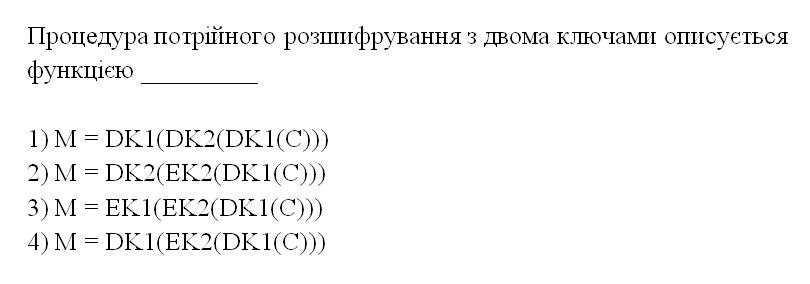 Процедура потрійного розшифрування з двома ключами описується
функцією _________
1) M = DK1(DK2(DK1(C)))
2) M = DK2(EK2(DK1(C)))
3) M = EK1(EK2(DK1(C)))
4) M = DK1(EK2(DK1(C)))